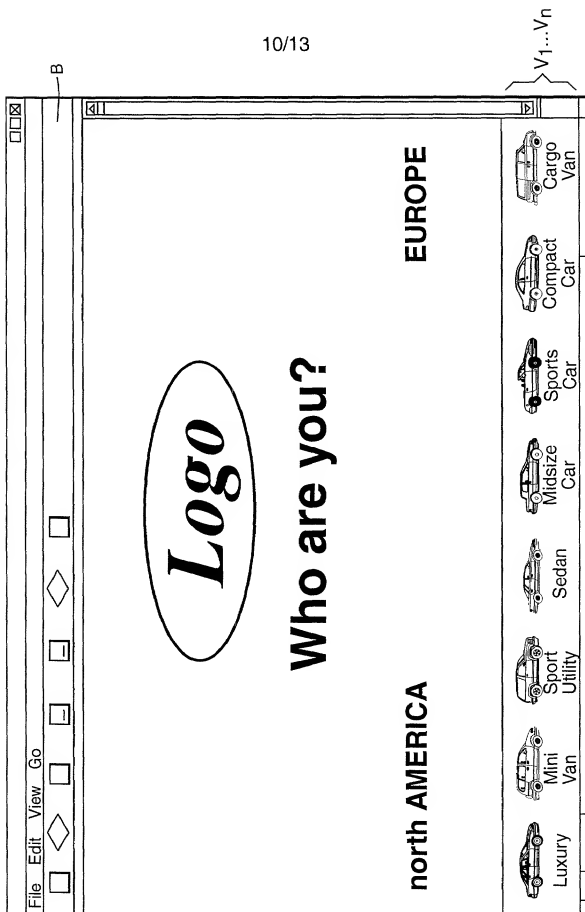 10/13
File Edit View Go
B
Logo
Who are you?
north AMERICA EUROPE
V1...Vn
Luxury
Mini Van
Sport Utility
Sedan
Midsize Car
Sports Car
Compact Car
Cargo Van